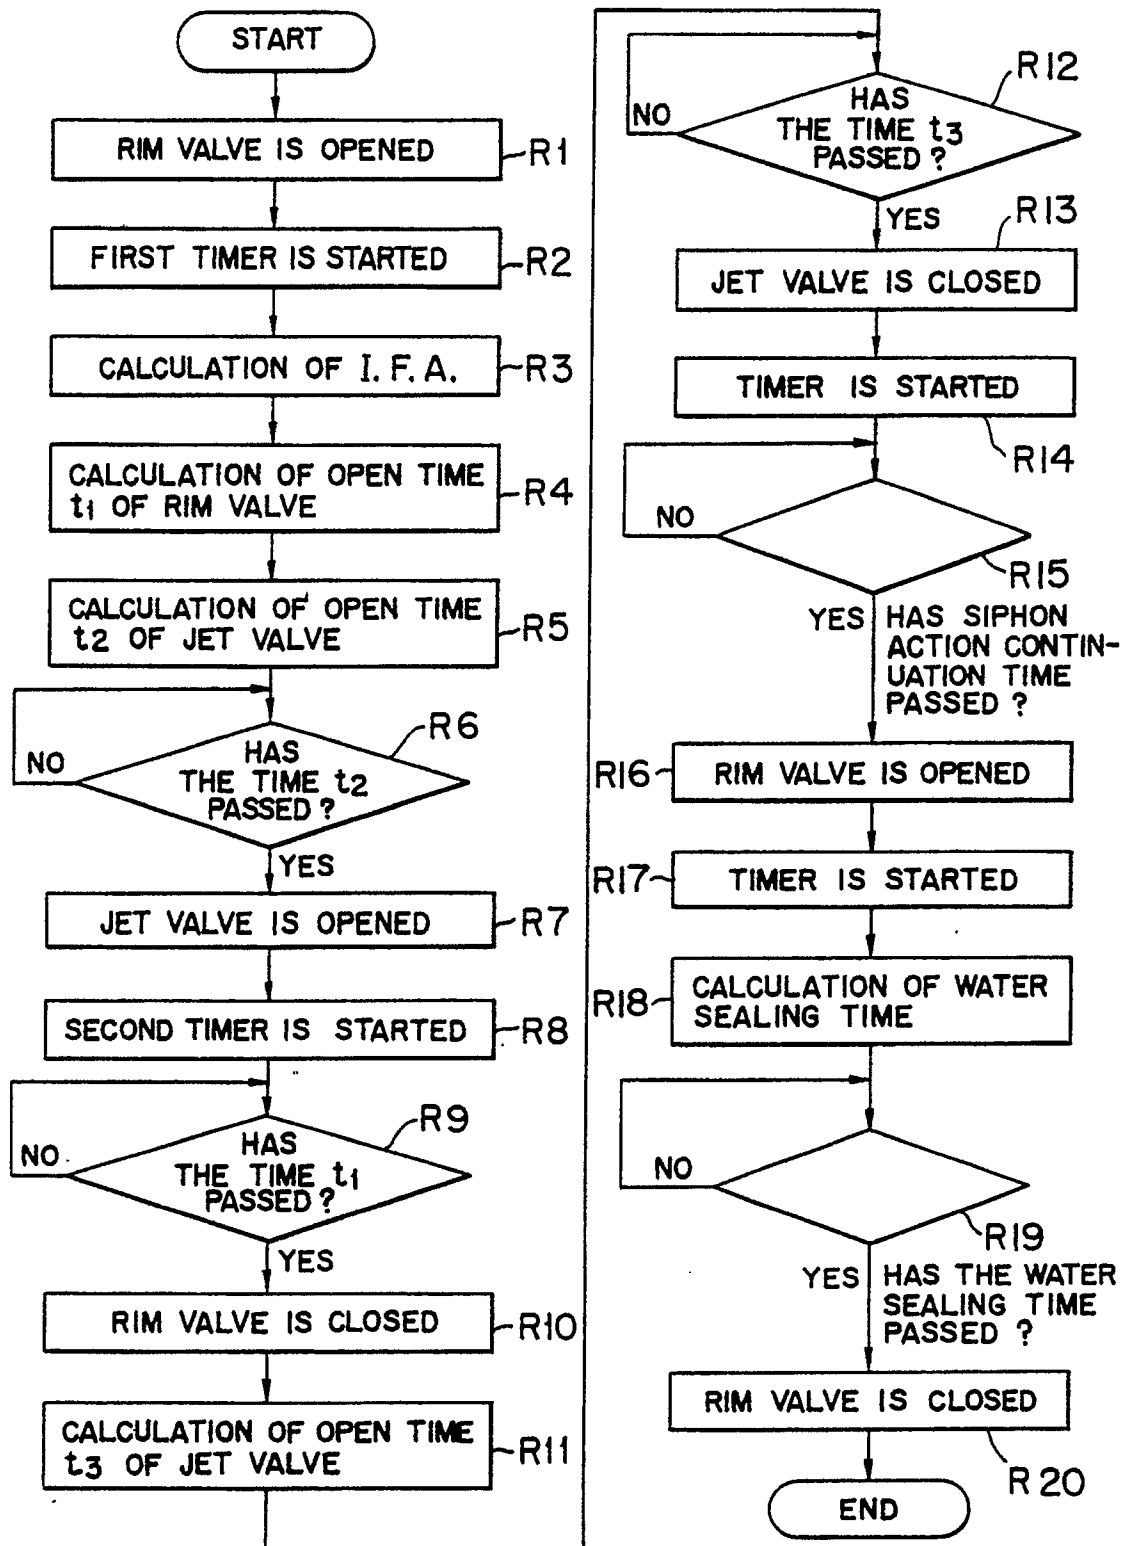 START
RIM VALVE IS OPENED
R1
FIRST TIMER IS STARTED
R2
CALCULATION OF I. F. A.
R3
CALCULATION OF OPEN TIME
t1 OF RIM VALVE
R4
CALCULATION OF OPEN TIME
t2 OF JET VALVE
R5
R6
NO
HAS
THE TIME t2
PASSED ?
YES
JET VALVE IS OPENED
R7
SECOND TIMER IS STARTED
R8
R9
NO
HAS
THE TIME t1
PASSED ?
YES
RIM VALVE IS CLOSED
R10
CALCULATION OF OPEN TIME
t3 OF JET VALVE
R11
R12
NO
HAS
THE TIME t3
PASSED ?
YES
R13
JET VALVE IS CLOSED
TIMER IS STARTED
R14
NO
R15
YES
HAS SIPHON
ACTION CONTIN-
UATION TIME
PASSED ?
R16
RIM VALVE IS OPENED
R17
TIMER IS STARTED
R18
CALCULATION OF WATER
SEALING TIME
NO
R19
YES
HAS THE WATER
SEALING TIME
PASSED ?
RIM VALVE IS CLOSED
R20
END